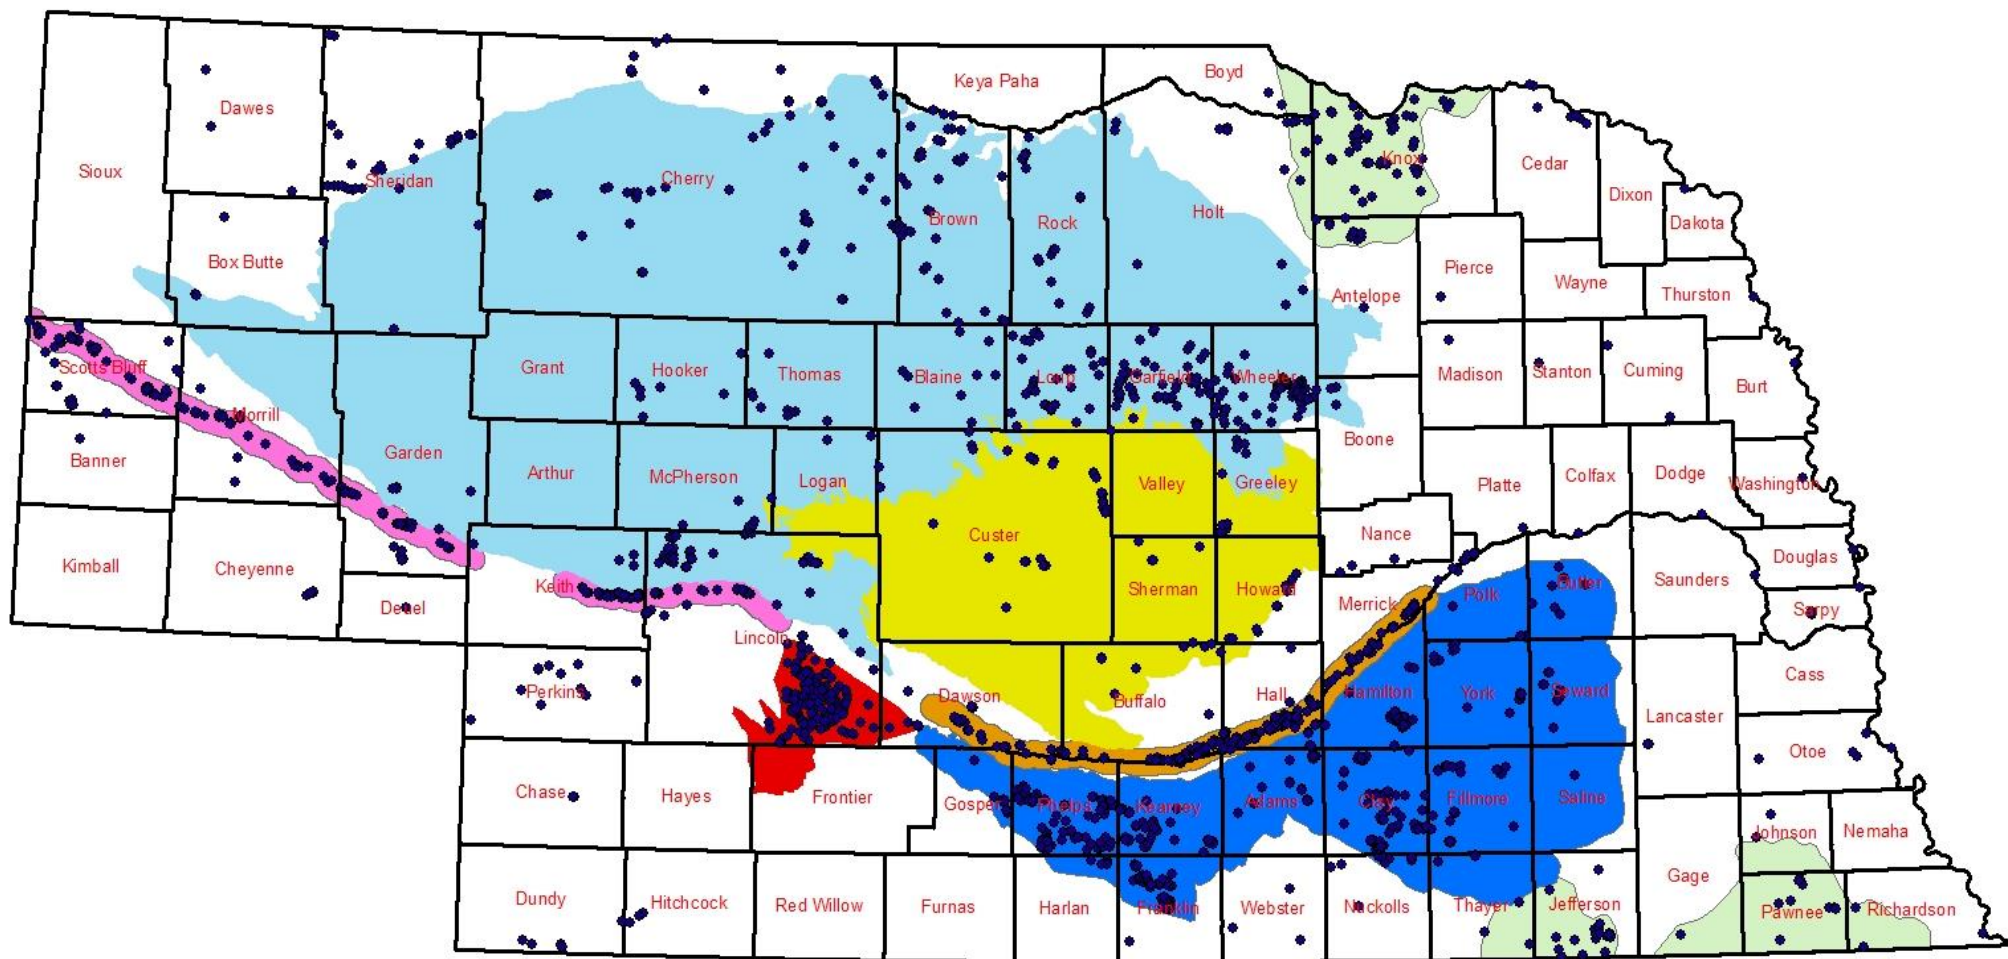 Keya Paha
Boyd
Dawes
Sioux
Sheridan
Cherry
Knox
Cedar
Dixon
Dakota
Brown
Rock
Holt
Box Butte
Pierce
Wayne
Thurston
Antelope
Scotts Bluff
Grant
Hooker
Thomas
Blaine
Loup
Garfield
Wheeler
Madison
Stanton
Cuming
Burt
Morrill
Banner
Garden
Arthur
McPherson
Logan
Valley
Greeley
Boone
Platte
Colfax
Dodge
Washington
Custer
Nance
Kimball
Cheyenne
Deuel
Keith
Sherman
Howard
Merrick
Polk
Butler
Saunders
Douglas
Sarpy
Lincoln
Perkins
Dawson
Buffalo
Hall
Hamilton
York
Seward
Lancaster
Cass
Otoe
Chase
Hayes
Frontier
Gosper
Phelps
Kearney
Adams
Clay
Fillmore
Saline
Johnson
Nemaha
Gage
Dundy
Hitchcock
Red Willow
Furnas
Harlan
Franklin
Webster
Nuckolls
Thayer
Jefferson
Pawnee
Richardson